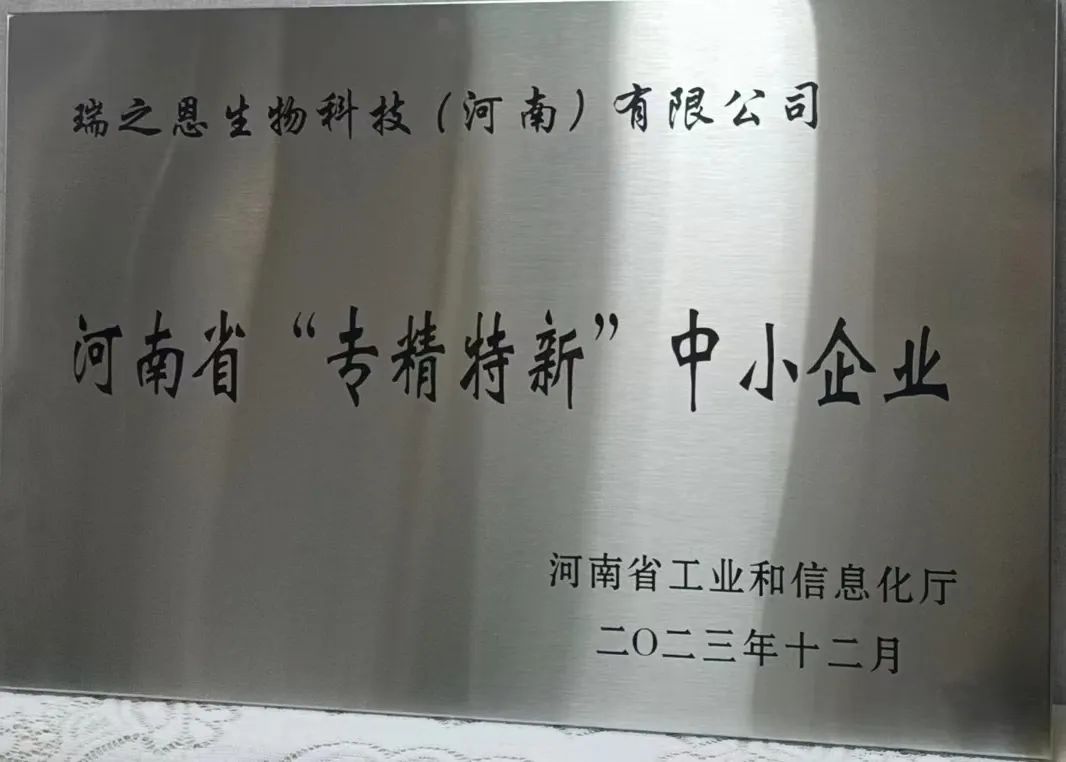 瑞之恩生物科技（河南）有限公司
河南省“专精特新”中小企业
河南省工业和信息化厅
二〇二三年十二月